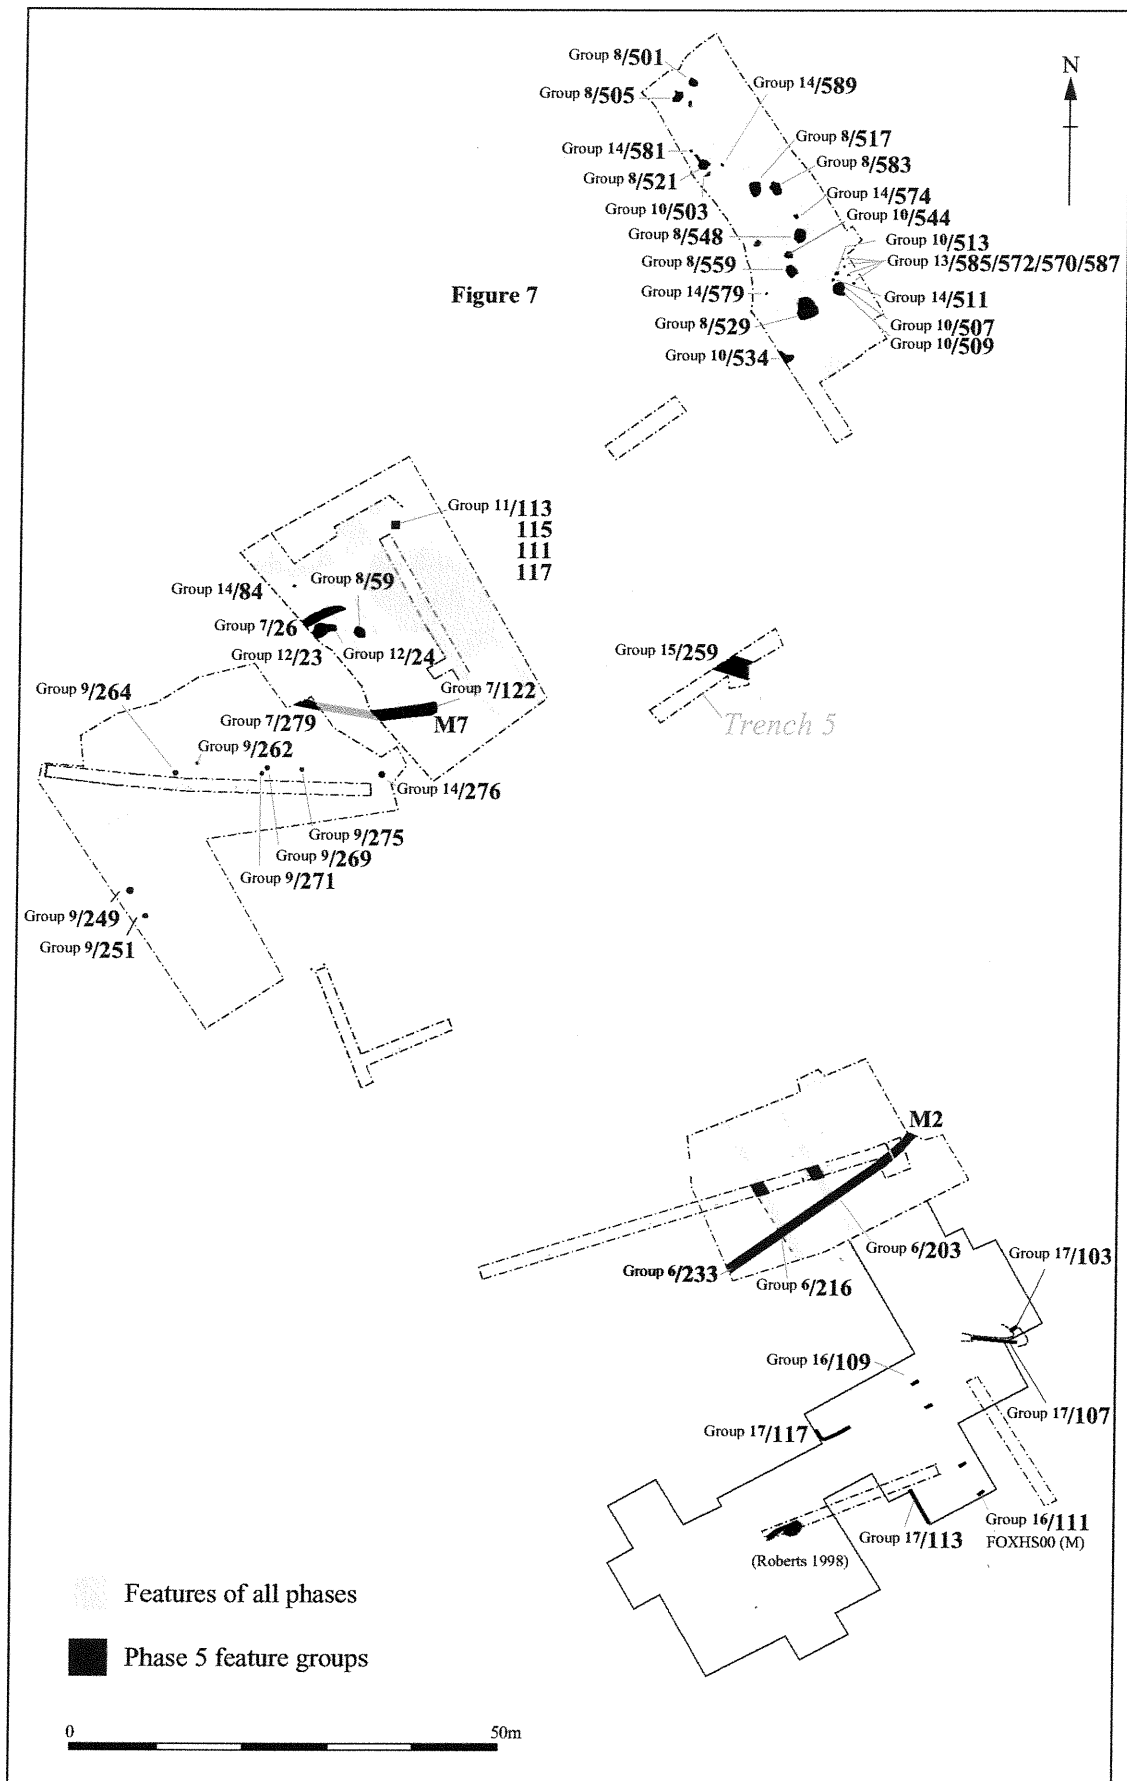 Group 8/501
N
Group 14/589
Group 8/505
Group 8/517
Group 14/581
Group 8/583
Group 8/521
Group 14/574
Group 10/503
Group 10/544
Group 8/548
Group 10/513
Group 8/559
Group 13/585/572/570/587
Figure 7
Group 14/579
Group 14/511
Group 8/529
Group 10/507
Group 10/509
Group 10/534
Group 11/113
115
111
117
Group 14/84
Group 8/59
Group 7/26
Group 12/23
Group 12/24
Group 15/259
Group 9/264
Group 7/122
Group 7/279
M7
Trench 5
Group 9/262
Group 14/276
Group 9/275
Group 9/269
Group 9/271
Group 9/249
Group 9/251
M2
Group 6/203
Group 17/103
Group 6/233
Group 6/216
Group 16/109
Group 17/107
Group 17/117
Group 16/111
FOXHS00 (M)
Group 17/113
(Roberts 1998)
Features of all phases
Phase 5 feature groups
0
50m